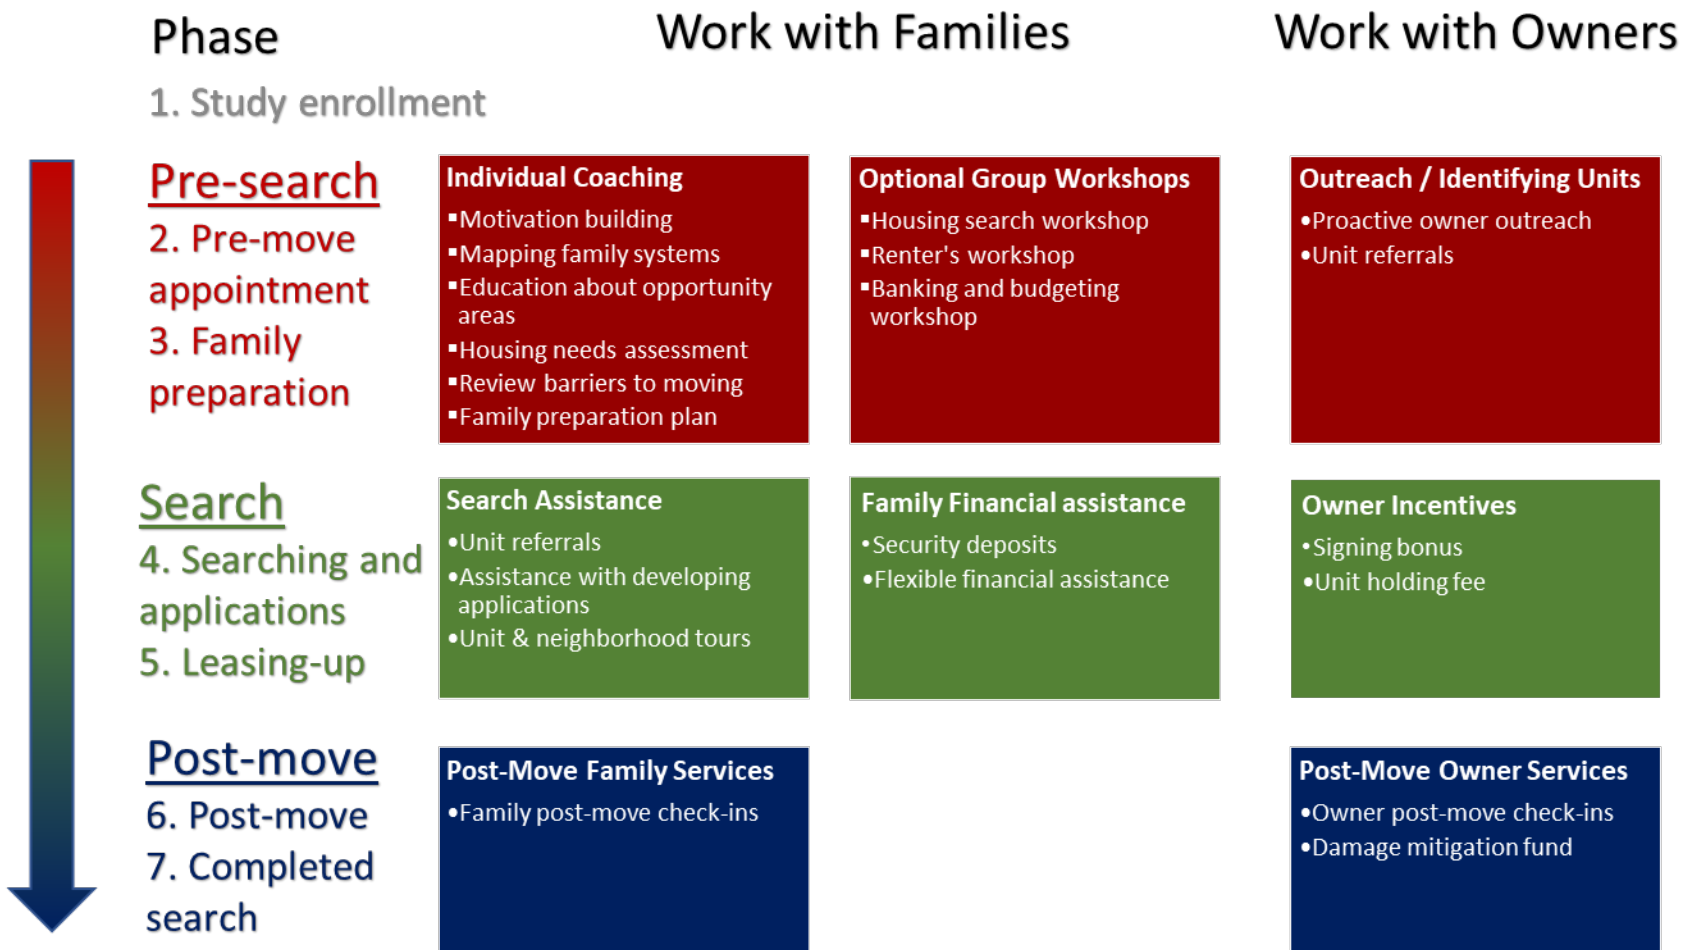 Phase
Work with Families
Work with Owners
1. Study enrollment
Pre-search
2. Pre-move
appointment
3. Family
preparation
Individual Coaching
▪Motivation building
▪Mapping family systems
▪Education about opportunity
areas
▪Housing needs assessment
▪Review barriers to moving
▪Family preparation plan
Optional Group Workshops
▪Housing search workshop
▪Renter's workshop
▪Banking and budgeting
workshop
Outreach / Identifying Units
•Proactive owner outreach
•Unit referrals
Search
4. Searching and
applications
5. Leasing-up
Search Assistance
•Unit referrals
•Assistance with developing
applications
•Unit & neighborhood tours
Family Financial assistance
•Security deposits
•Flexible financial assistance
Owner Incentives
•Signing bonus
•Unit holding fee
Post-move
6. Post-move
7. Completed
search
Post-Move Family Services
•Family post-move check-ins
Post-Move Owner Services
•Owner post-move check-ins
•Damage mitigation fund